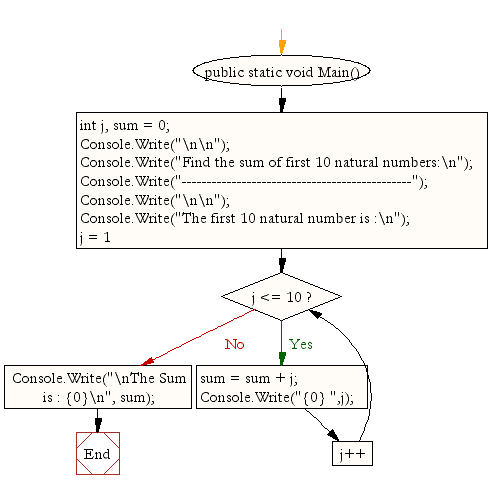 public static void Main()
int j, sum = 0;
Console.Write("\n\n");
Console.Write("Find the sum of first 10 natural numbers:\n");
Console.Write("----------------------------------------------");
Console.Write("\n\n");
Console.Write("The first 10 natural number is :\n");
j = 1
j <= 10 ?
No
Yes
Console.Write("\nThe Sum
is : {0}\n", sum);
sum = sum + j;
Console.Write("{0} ",j);
j++
End